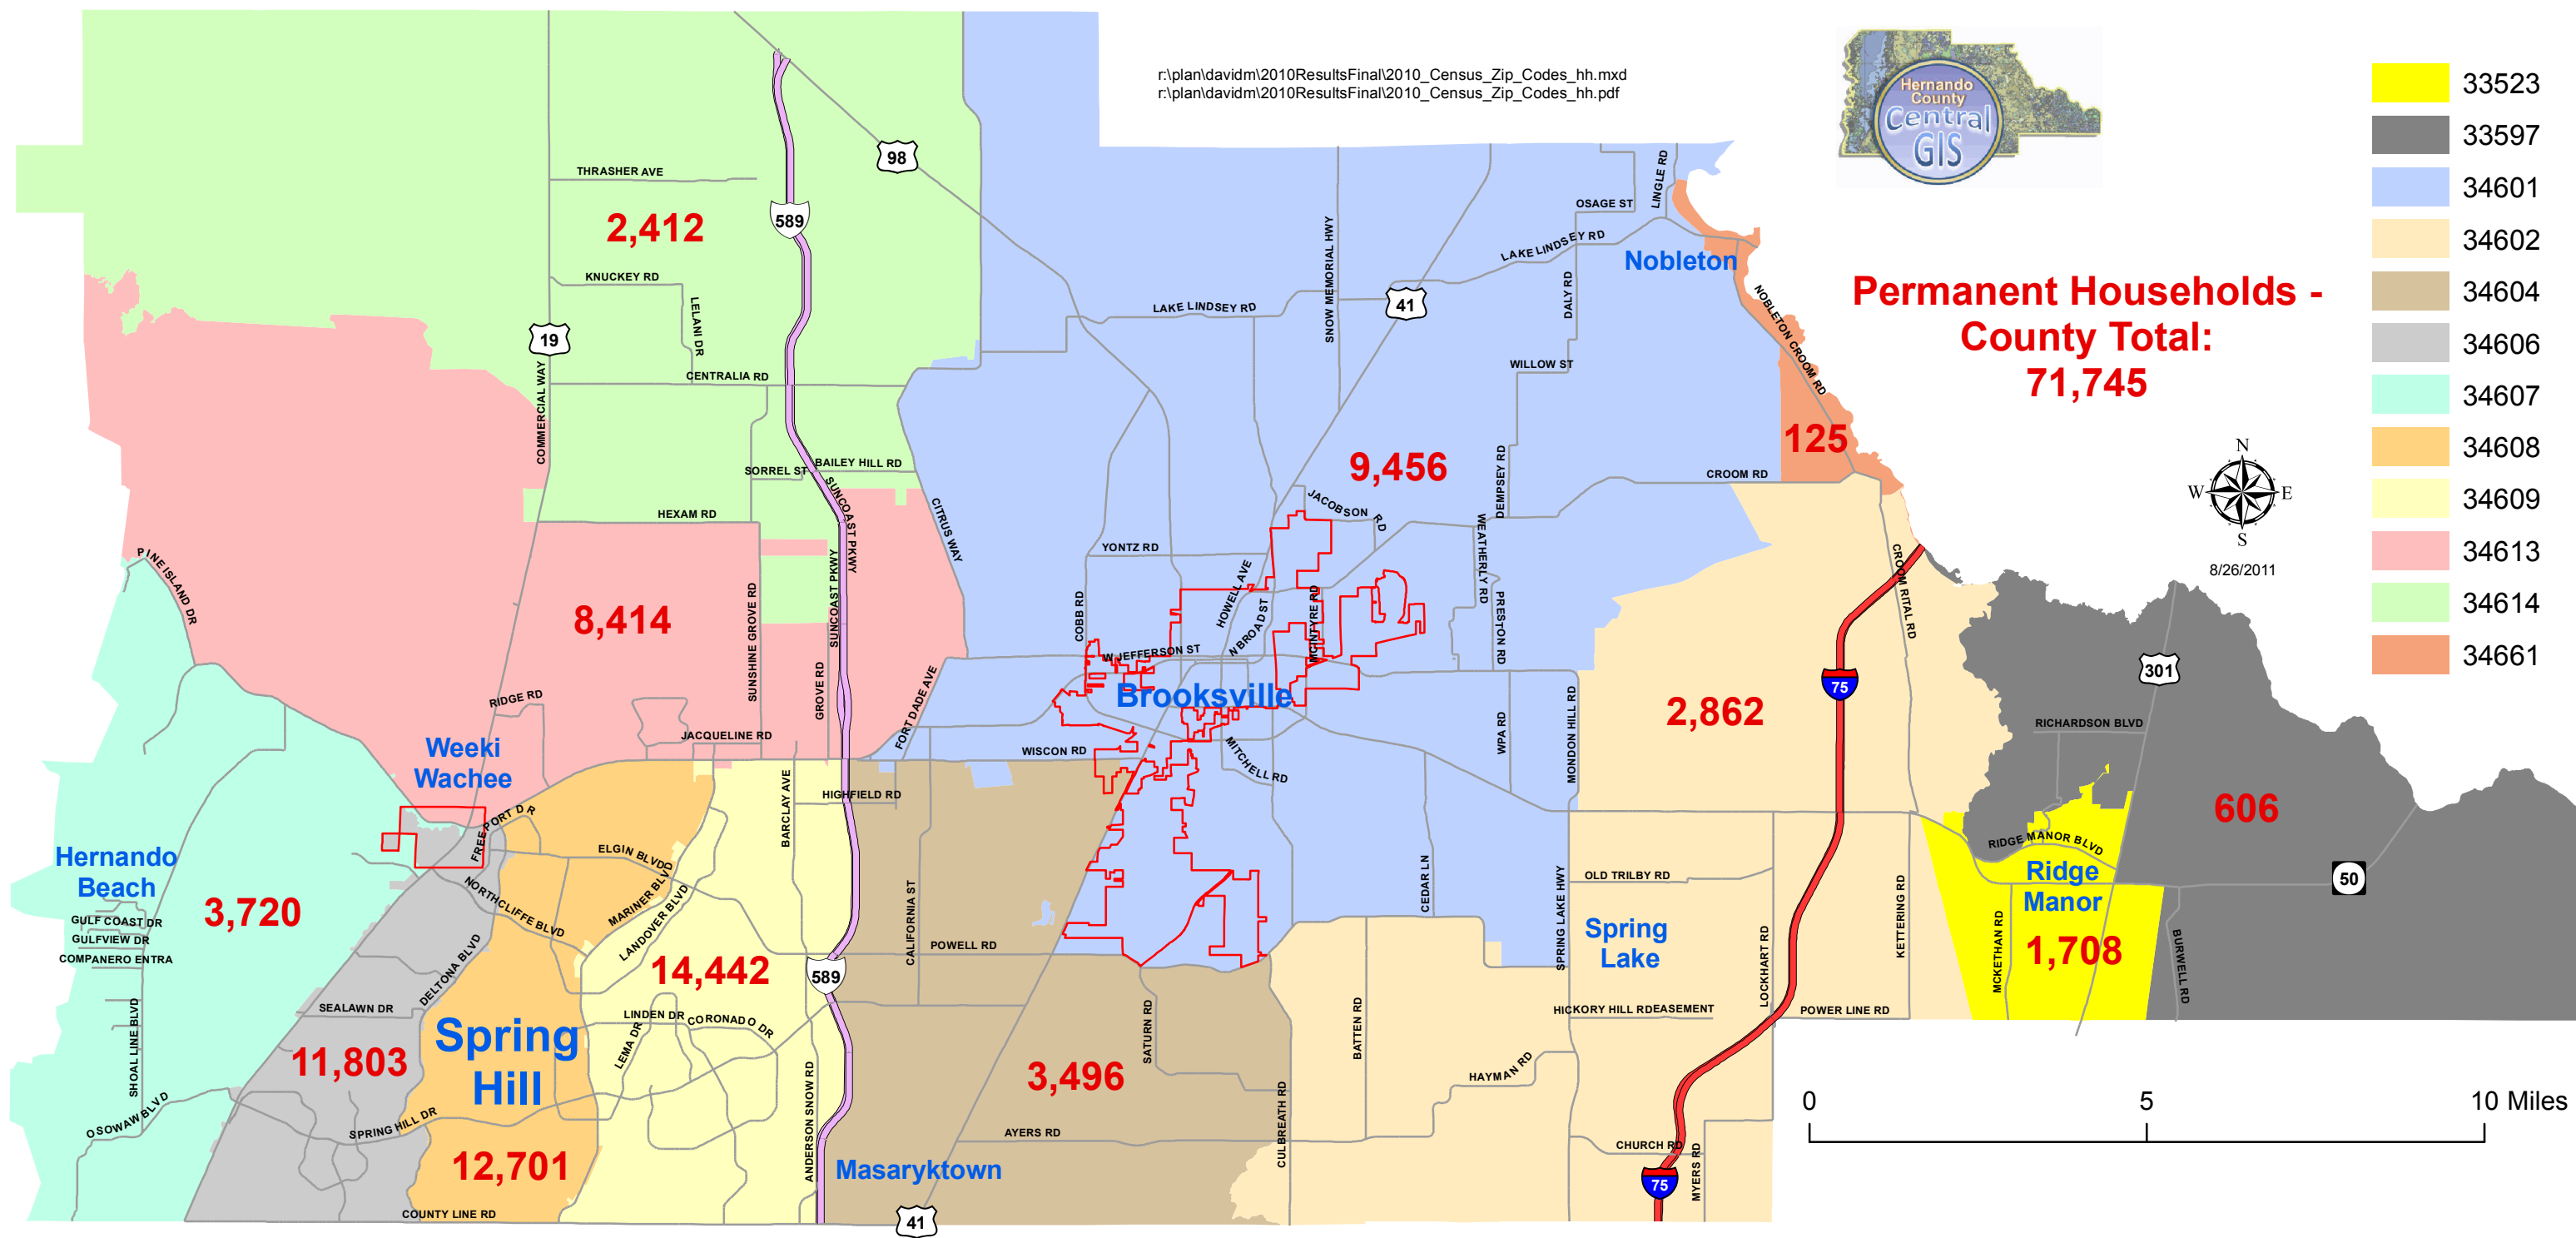 r:\plan\davidm\2010ResultsFinal\2010_Census_Zip_Codes_hh.mxd
r:\plan\davidm\2010ResultsFinal\2010_Census_Zip_Codes_hh.pdf
Hernando
County
Central
GIS
33523
33597
34601
34602
34604
34606
34607
34608
34609
34613
34614
34661
Permanent Households -
County Total:
71,745
N
W E
S
8/26/2011
0 5 10 Miles
98
THRASHER AVE
589
2,412
KNUCKEY RD
LELANI DR
19
COMMERCIAL WAY
CENTRALIA RD
SORREL ST
BAILEY HILL RD
SUNCOAST PKWY
HEXAM RD
CITRUS WAY
LAKE LINDSEY RD
SNOW MEMORIAL HWY
41
LAKE LINDSEY RD
OSAGE ST
LINGLE RD
Nobleton
DALY RD
WILLOW ST
NOBLETON CROOM RD
125
9,456
DEMPSEY RD
CROOM RD
JACOBSON RD
WEATHERLY RD
PRESTON RD
YONTZ RD
COBB RD
HOWELL AVE
N BROAD ST
MCINTYRE RD
W JEFFERSON ST
Brooksville
WISCON RD
MITCHELL RD
FORT DADE AVE
WPA RD
MONDON HILL RD
2,862
75
CROOM RITAL RD
301
RICHARDSON BLVD
606
50
RIDGE MANOR BLVD
Ridge
Manor
1,708
MCKETHAN RD
BURWELL RD
PINE ISLAND DR
8,414
SUNSHINE GROVE RD
SUNCOAST PKWY
GROVE RD
RIDGE RD
JACQUELINE RD
Weeki
Wachee
FREEPORT DR
HIGHFIELD RD
BARCLAY AVE
ELGIN BLVDD
MARINER BLVD
LANDOVER BLVD
NORTHCLIFFE BLVD
DELTONA BLVD
Hernando
Beach
3,720
GULF COAST DR
GULFVIEW DR
COMPANERO ENTRA
SHOAL LINE BLVD
OSOWAW BLVD
SEALAWN DR
11,803
Spring
Hill
SPRING HILL DR
12,701
COUNTY LINE RD
14,442
589
LINDEN DR
CORONADO DR
LEMA DR
ANDERSON SNOW RD
CALIFORNIA ST
POWELL RD
3,496
SATURN RD
AYERS RD
Masaryktown
41
CULBREATH RD
BATTEN RD
HAYMAN RD
CEDAR LN
SPRING LAKE HWY
OLD TRILBY RD
Spring
Lake
LOCKHART RD
KETTERING RD
HICKORY HILL RDEASEMENT
POWER LINE RD
CHURCH RD
MYERS RD
75